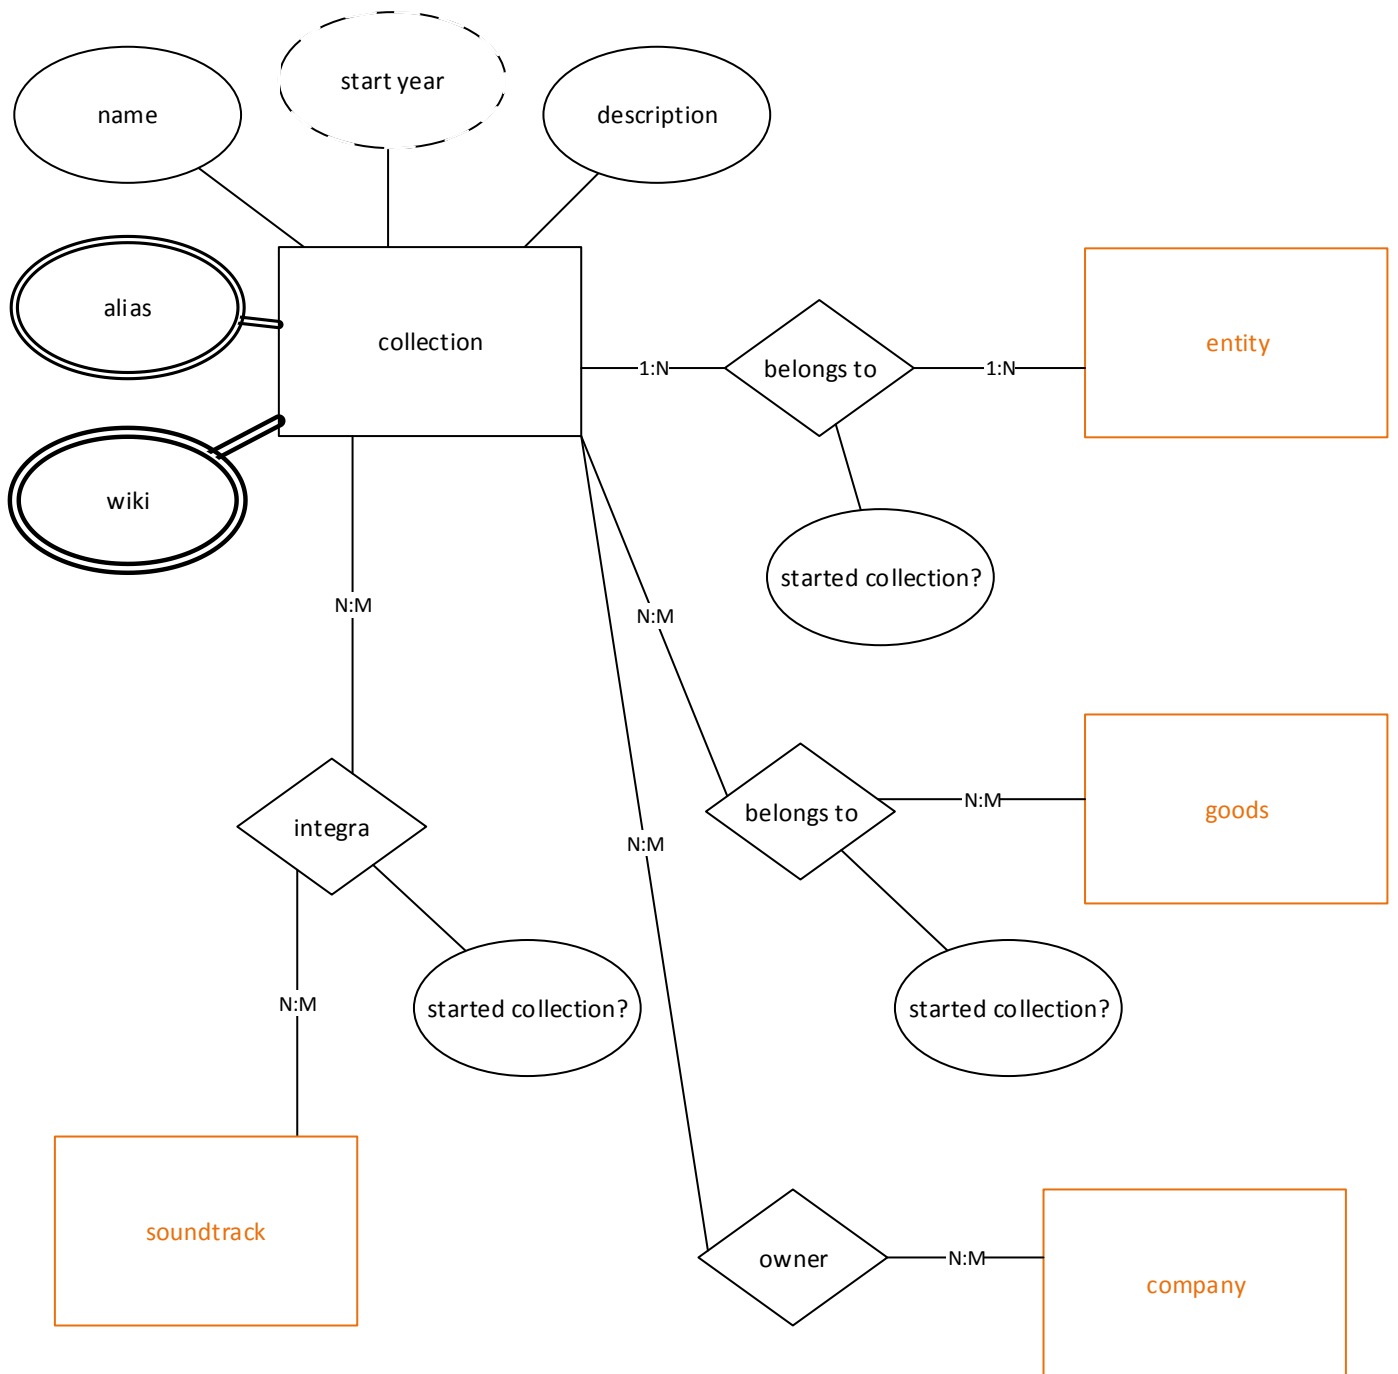 start year
name
description
alias
collection
entity
1:N
belongs to
1:N
wiki
started collection?
N:M
N:M
N:M
goods
belongs to
integra
N:M
N:M
started collection?
started collection?
soundtrack
owner
N:M
company